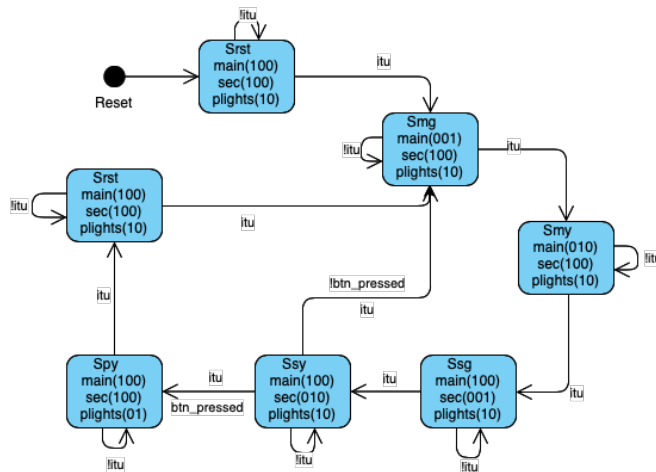 !itu
Srst
main(100)
sec(100)
plights(10)
Reset
itu
Smg
main(001)
sec(100)
plights(10)
!itu
itu
Srst
main(100)
sec(100)
plights(10)
!itu
itu
Smy
main(010)
sec(100)
plights(10)
!itu
!btn_pressed
itu
itu
Spy
main(100)
sec(100)
plights(01)
!itu
itu
btn_pressed
Ssy
main(100)
sec(010)
plights(10)
!itu
itu
Ssg
main(100)
sec(001)
plights(10)
!itu
itu